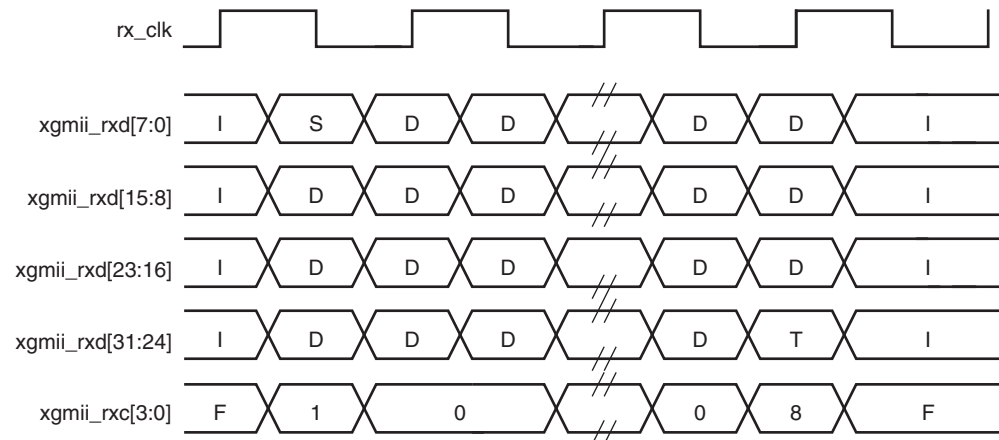 rx_clk
xgmii_rxd[7:0] I S D D D D I
xgmii_rxd[15:8] I D D D D D I
xgmii_rxd[23:16] I D D D D D I
xgmii_rxd[31:24] I D D D D T I
xgmii_rxc[3:0] F 1 0 0 8 F